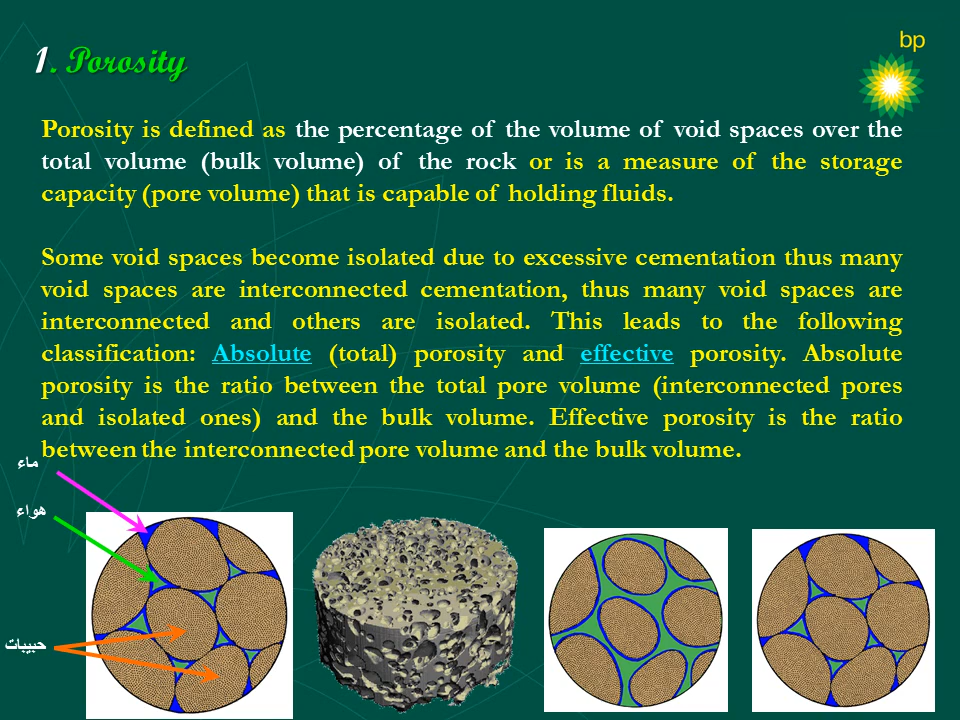 1. Porosity
bp
Porosity is defined as the percentage of the volume of void spaces over the
total volume (bulk volume) of the rock or is a measure of the storage
capacity (pore volume) that is capable of holding fluids.
Some void spaces become isolated due to excessive cementation thus many
void spaces are interconnected cementation, thus many void spaces are
interconnected and others are isolated. This leads to the following
classification: Absolute (total) porosity and effective porosity. Absolute
porosity is the ratio between the total pore volume (interconnected pores
and isolated ones) and the bulk volume. Effective porosity is the ratio
between the interconnected pore volume and the bulk volume.
ماء
هواء
حبيبات